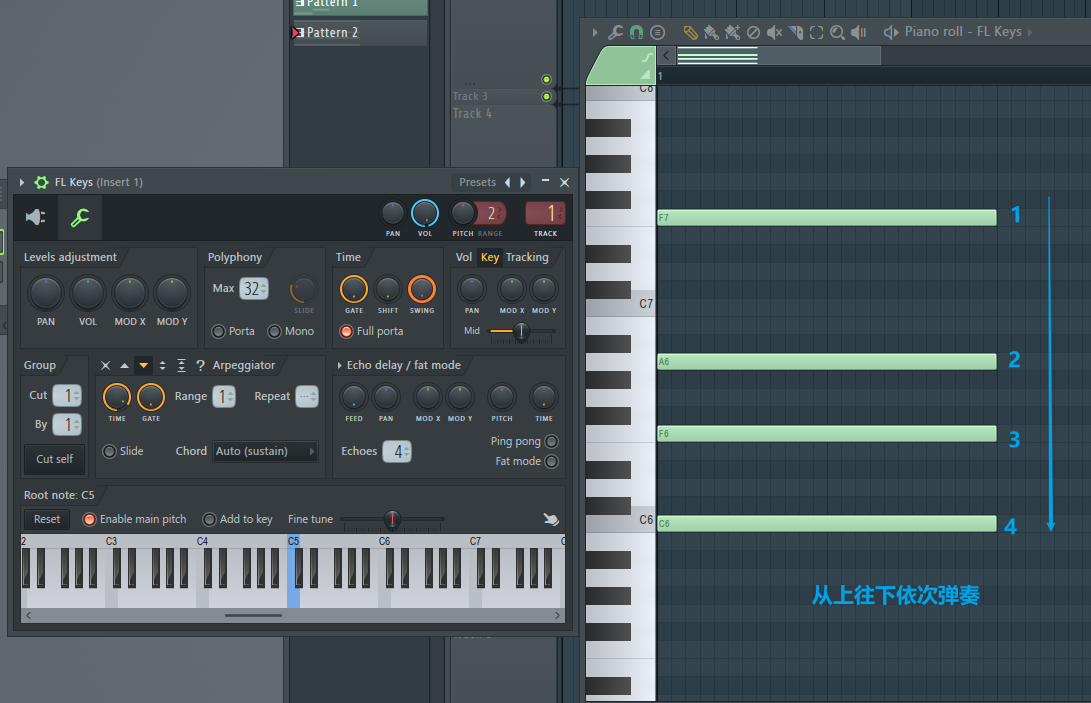 Pattern 1
Pattern 2
...
Track 3
Track 4
Piano roll - FL Keys
1
C8
F7
1
C7
A6
2
F6
3
C6
C6
4
从上往下依次弹奏
FL Keys (Insert 1)
Presets
2
1
PAN
VOL
PITCH
RANGE
TRACK
Levels adjustment
Polyphony
Time
Vol
Key
Tracking
Max
32
PAN
VOL
MOD X
MOD Y
SLIDE
GATE
SHIFT
SWING
PAN
MOD X
MOD Y
Porta
Mono
Full porta
Mid
Group
?
Arpeggiator
Echo delay / fat mode
Cut
1
By
1
Cut self
TIME
GATE
Range
1
Repeat
...
Slide
Chord
Auto (sustain)
FEED
PAN
MOD X
MOD Y
PITCH
TIME
Echoes
4
Ping pong
Fat mode
Root note: C5
Reset
Enable main pitch
Add to key
Fine tune
2
C3
C4
C5
C6
C7